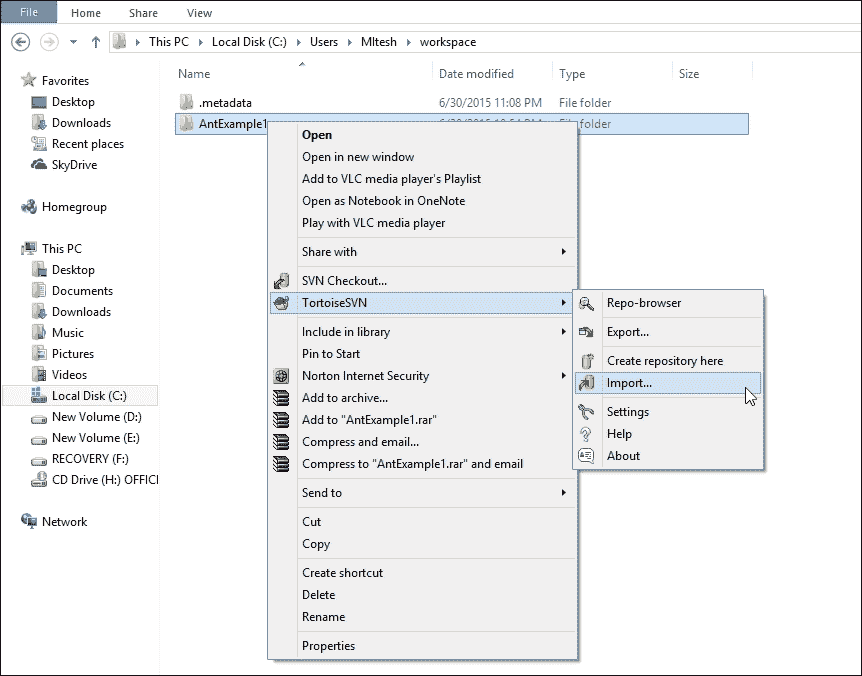 File Home Share View
This PC Local Disk (C:) Users MItesh workspace
Name Date modified Type Size
.metadata 6/30/2015 11:08 PM File folder
AntExample1 File folder
Favorites
Desktop
Downloads
Recent places
SkyDrive
Homegroup
This PC
Desktop
Documents
Downloads
Music
Pictures
Videos
Local Disk (C:)
New Volume (D:)
New Volume (E:)
RECOVERY (F:)
CD Drive (H:) OFFICI
Network
Open
Open in new window
Add to VLC media player's Playlist
Open as Notebook in OneNote
Play with VLC media player
Share with
SVN Checkout...
TortoiseSVN
Include in library
Pin to Start
Norton Internet Security
Add to archive...
Add to "AntExample1.rar"
Compress and email...
Compress to "AntExample1.rar" and email
Send to
Cut
Copy
Create shortcut
Delete
Rename
Properties
Repo-browser
Export...
Create repository here
Import...
Settings
Help
About